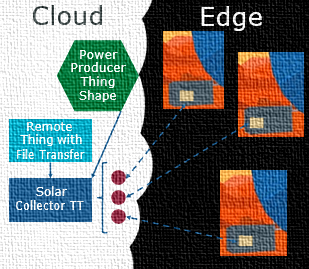 Cloud
Edge
Power
Producer
Thing
Shape
Remote
Thing with
File Transfer
Solar
Collector TT